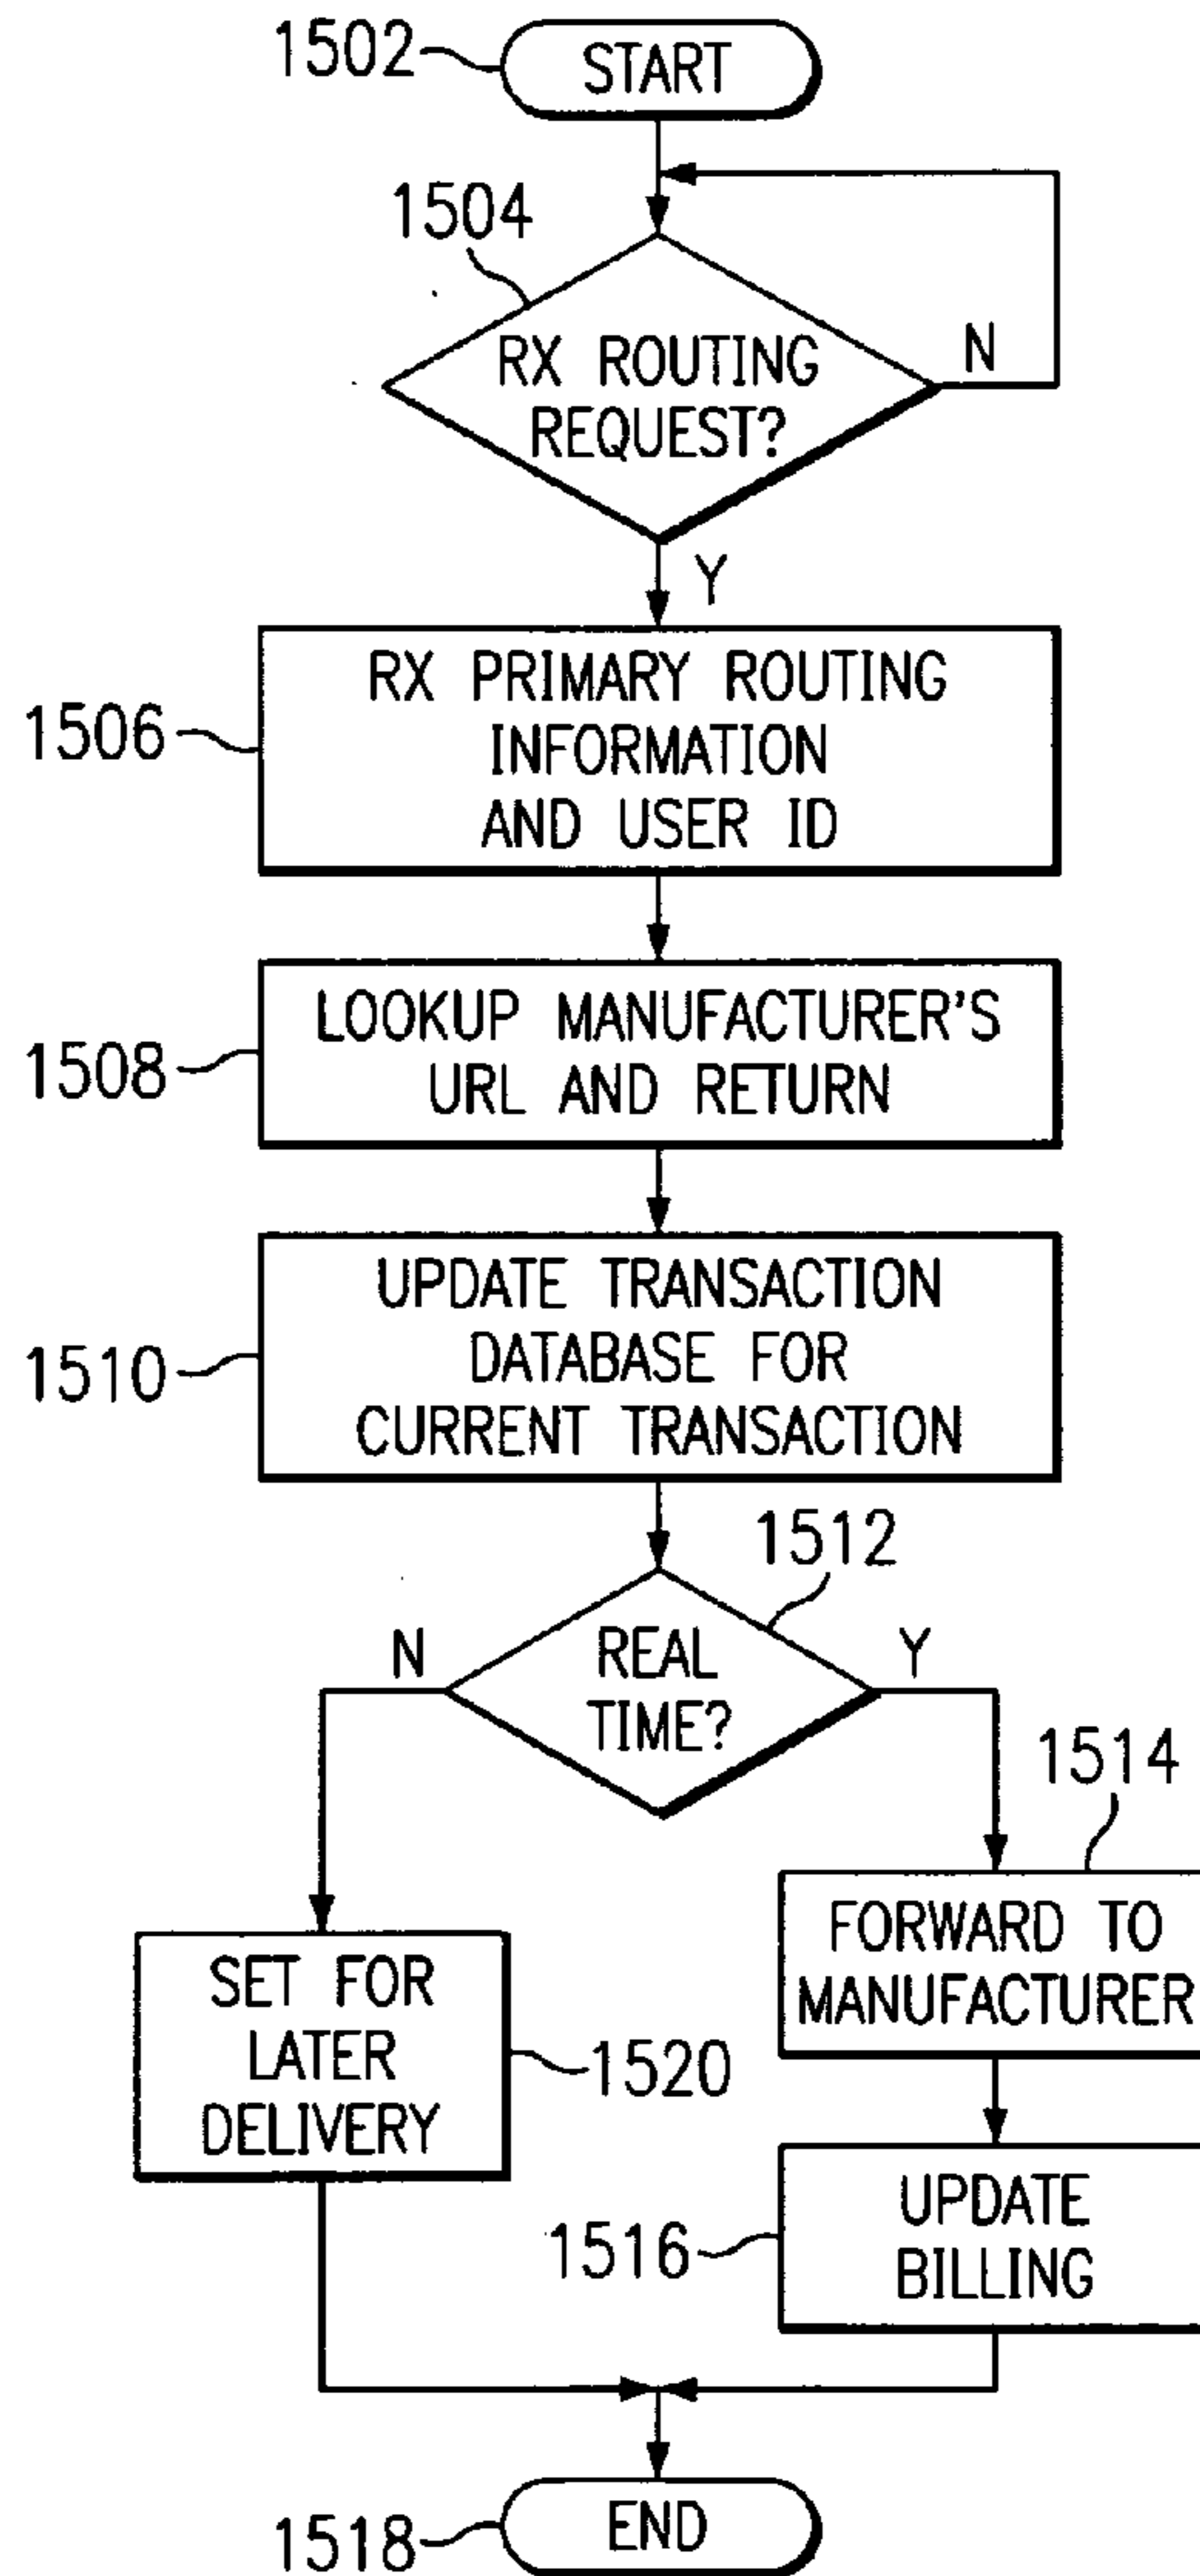 1502
START
1504
RX ROUTING
REQUEST?
N
Y
1506
RX PRIMARY ROUTING
INFORMATION
AND USER ID
1508
LOOKUP MANUFACTURER'S
URL AND RETURN
1510
UPDATE TRANSACTION
DATABASE FOR
CURRENT TRANSACTION
1512
N
REAL
TIME?
Y
1514
FORWARD TO
MANUFACTURER
SET FOR
LATER
DELIVERY
1520
1516
UPDATE
BILLING
1518
END